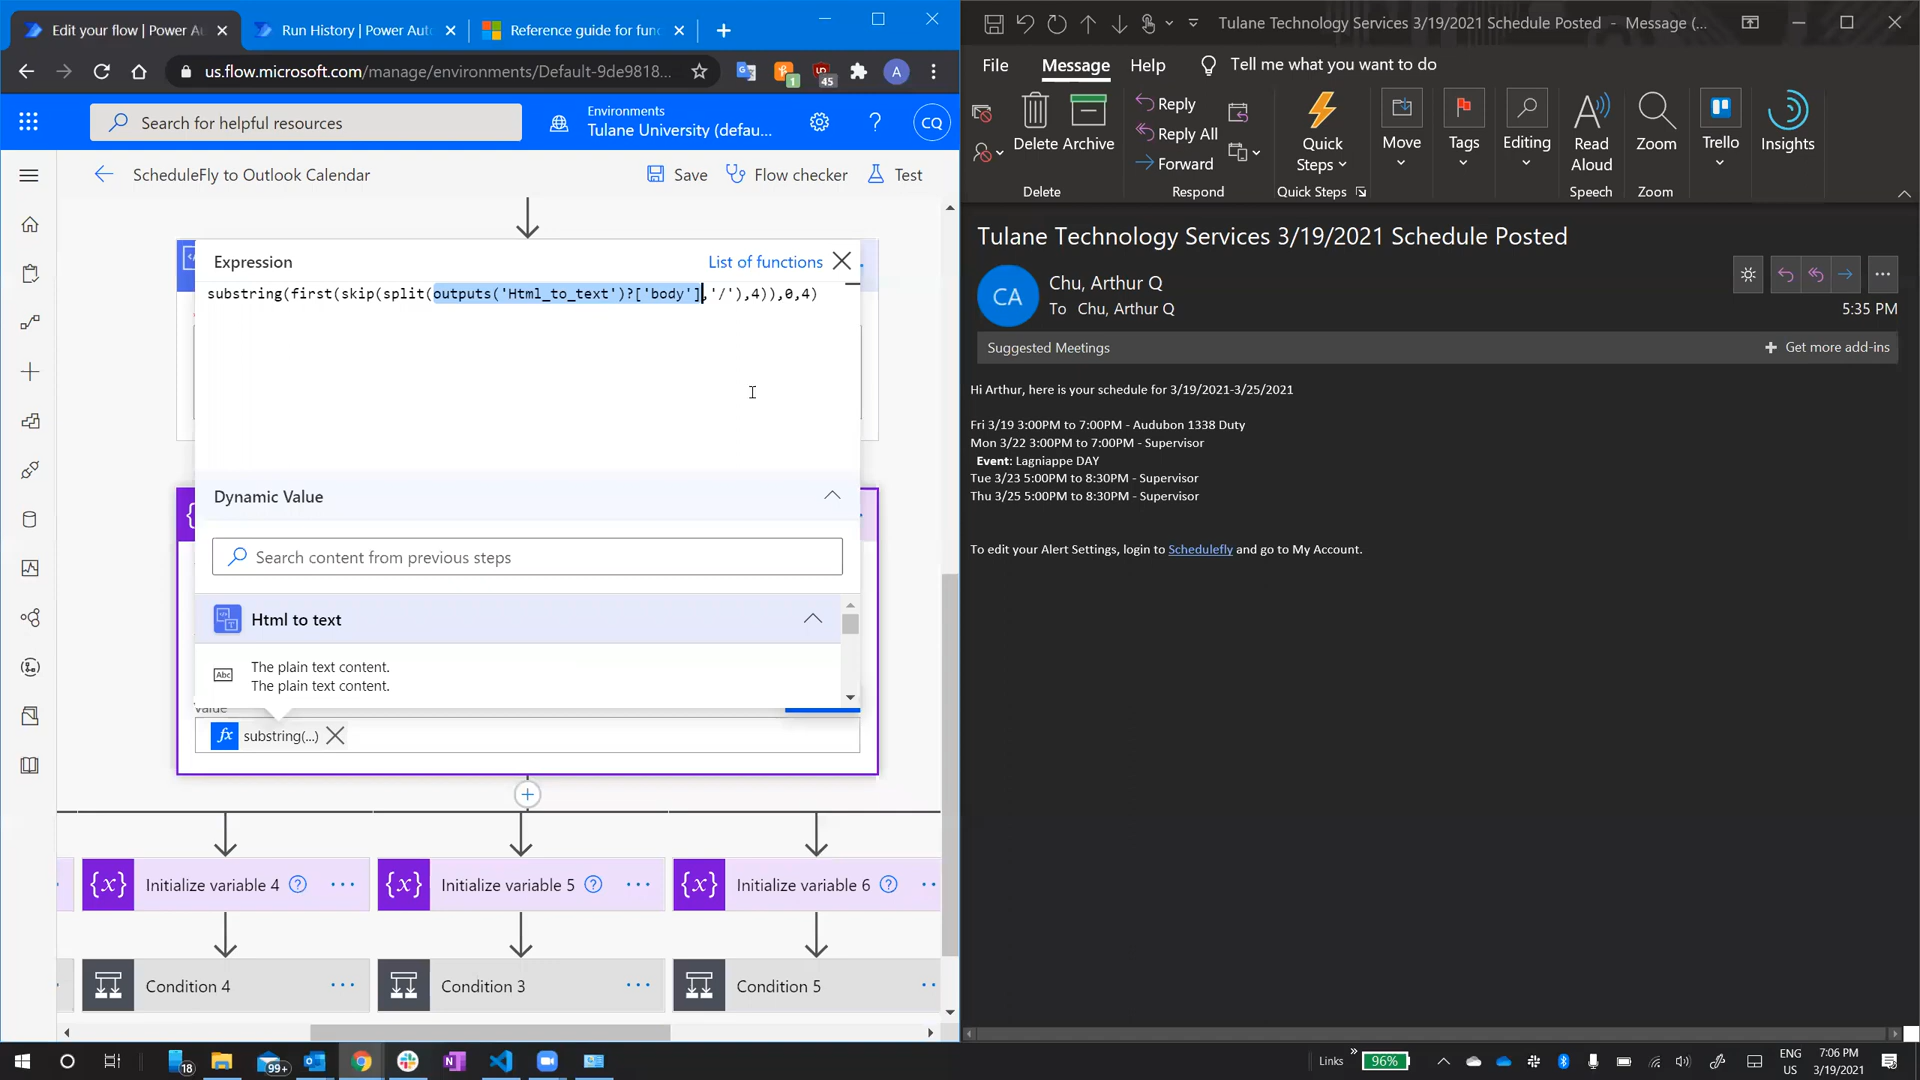 Edit your flow | Power A
Run History | Power Aut
Reference guide for fun
us.flow.microsoft.com/manage/environments/Default-9de9818...
1
45
A
Search for helpful resources
Environments
Tulane University (defau...
?
CQ
ScheduleFly to Outlook Calendar
Save
Flow checker
Test
Expression
List of functions
substring(first(skip(split(outputs('Html_to_text')?['body'],'/'),4)),0,4)
Dynamic Value
Search content from previous steps
Html to text
Abc
The plain text content.
The plain text content.
Value
fx substring(...)
{x} Initialize variable 4
{x} Initialize variable 5
{x} Initialize variable 6
Condition 4
Condition 3
Condition 5
Tulane Technology Services 3/19/2021 Schedule Posted - Message (...
File
Message
Help
Tell me what you want to do
Delete
Archive
Delete
Reply
Reply All
Forward
Respond
Quick Steps
Quick Steps
Move
Tags
Editing
Read Aloud
Speech
Zoom
Zoom
Trello
Insights
Tulane Technology Services 3/19/2021 Schedule Posted
CA
Chu, Arthur Q
To Chu, Arthur Q
5:35 PM
Suggested Meetings
+ Get more add-ins
Hi Arthur, here is your schedule for 3/19/2021-3/25/2021
Fri 3/19 3:00PM to 7:00PM - Audubon 1338 Duty
Mon 3/22 3:00PM to 7:00PM - Supervisor
Event: Lagniappe DAY
Tue 3/23 5:00PM to 8:30PM - Supervisor
Thu 3/25 5:00PM to 8:30PM - Supervisor
To edit your Alert Settings, login to Schedulefly and go to My Account.
18
99+
Links
96%
ENG
US
7:06 PM
3/19/2021